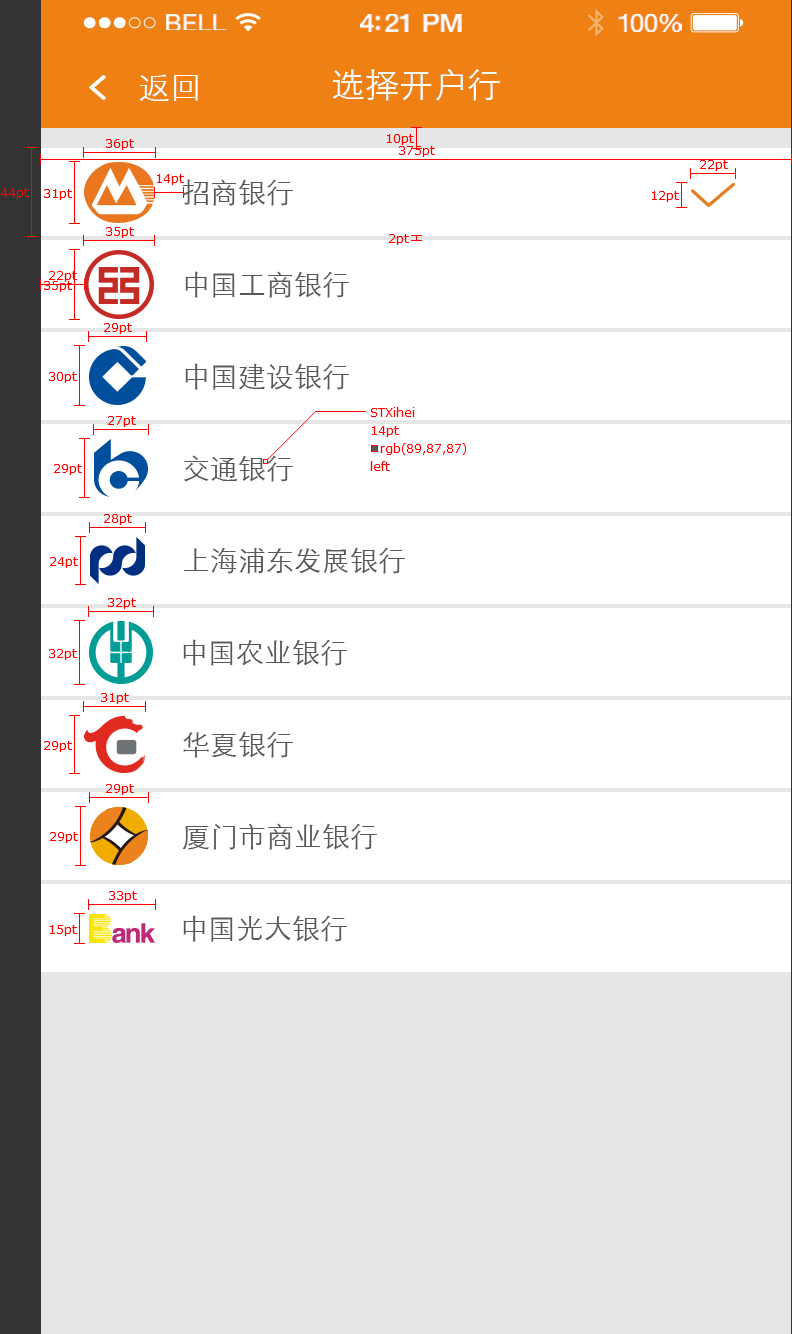 BELL 4:21 PM 100%
返回 选择开户行
10pt
375pt
36pt
22pt
44pt 31pt 14pt 招商银行 12pt
35pt 2pt
22pt
35pt 中国工商银行
29pt
30pt 中国建设银行
27pt
STXihei
14pt
rgb(89,87,87)
left
29pt 交通银行
28pt
24pt 上海浦东发展银行
32pt
32pt 中国农业银行
31pt
29pt 华夏银行
29pt
29pt 厦门市商业银行
33pt
15pt Bank 中国光大银行